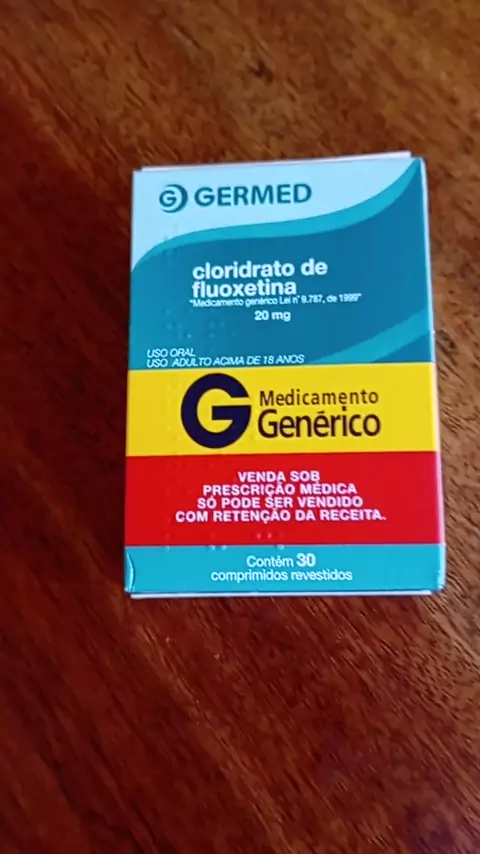 G GERMED
cloridrato de
fluoxetina
"Medicamento genérico Lei nº 9.787, de 1999"
20 mg
USO ORAL
USO ADULTO ACIMA DE 18 ANOS
G Medicamento
Genérico
VENDA SOB
PRESCRIÇÃO MÉDICA
SÓ PODE SER VENDIDO
COM RETENÇÃO DA RECEITA.
Contém 30
comprimidos revestidos